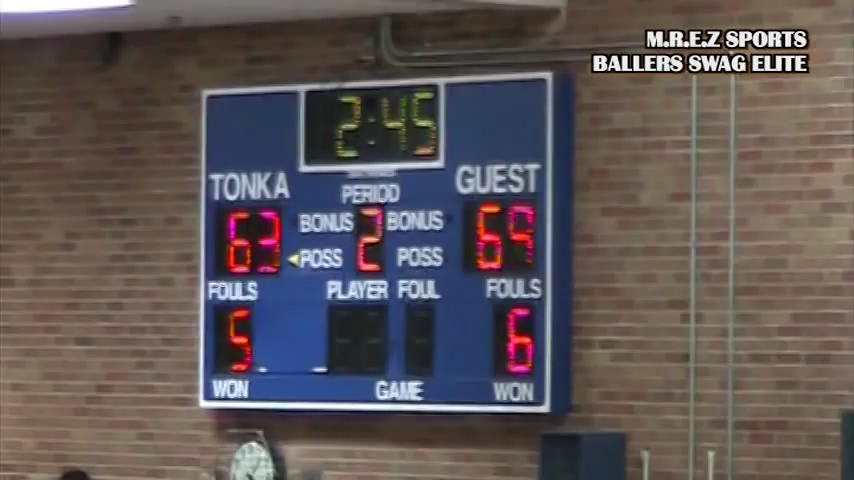 M.R.E.Z SPORTS
BALLERS SWAG ELITE
2:45
TONKA GUEST
PERIOD
BONUS 2 BONUS
63 69
POSS POSS
FOULS PLAYER FOUL FOULS
5 6
WON GAME WON